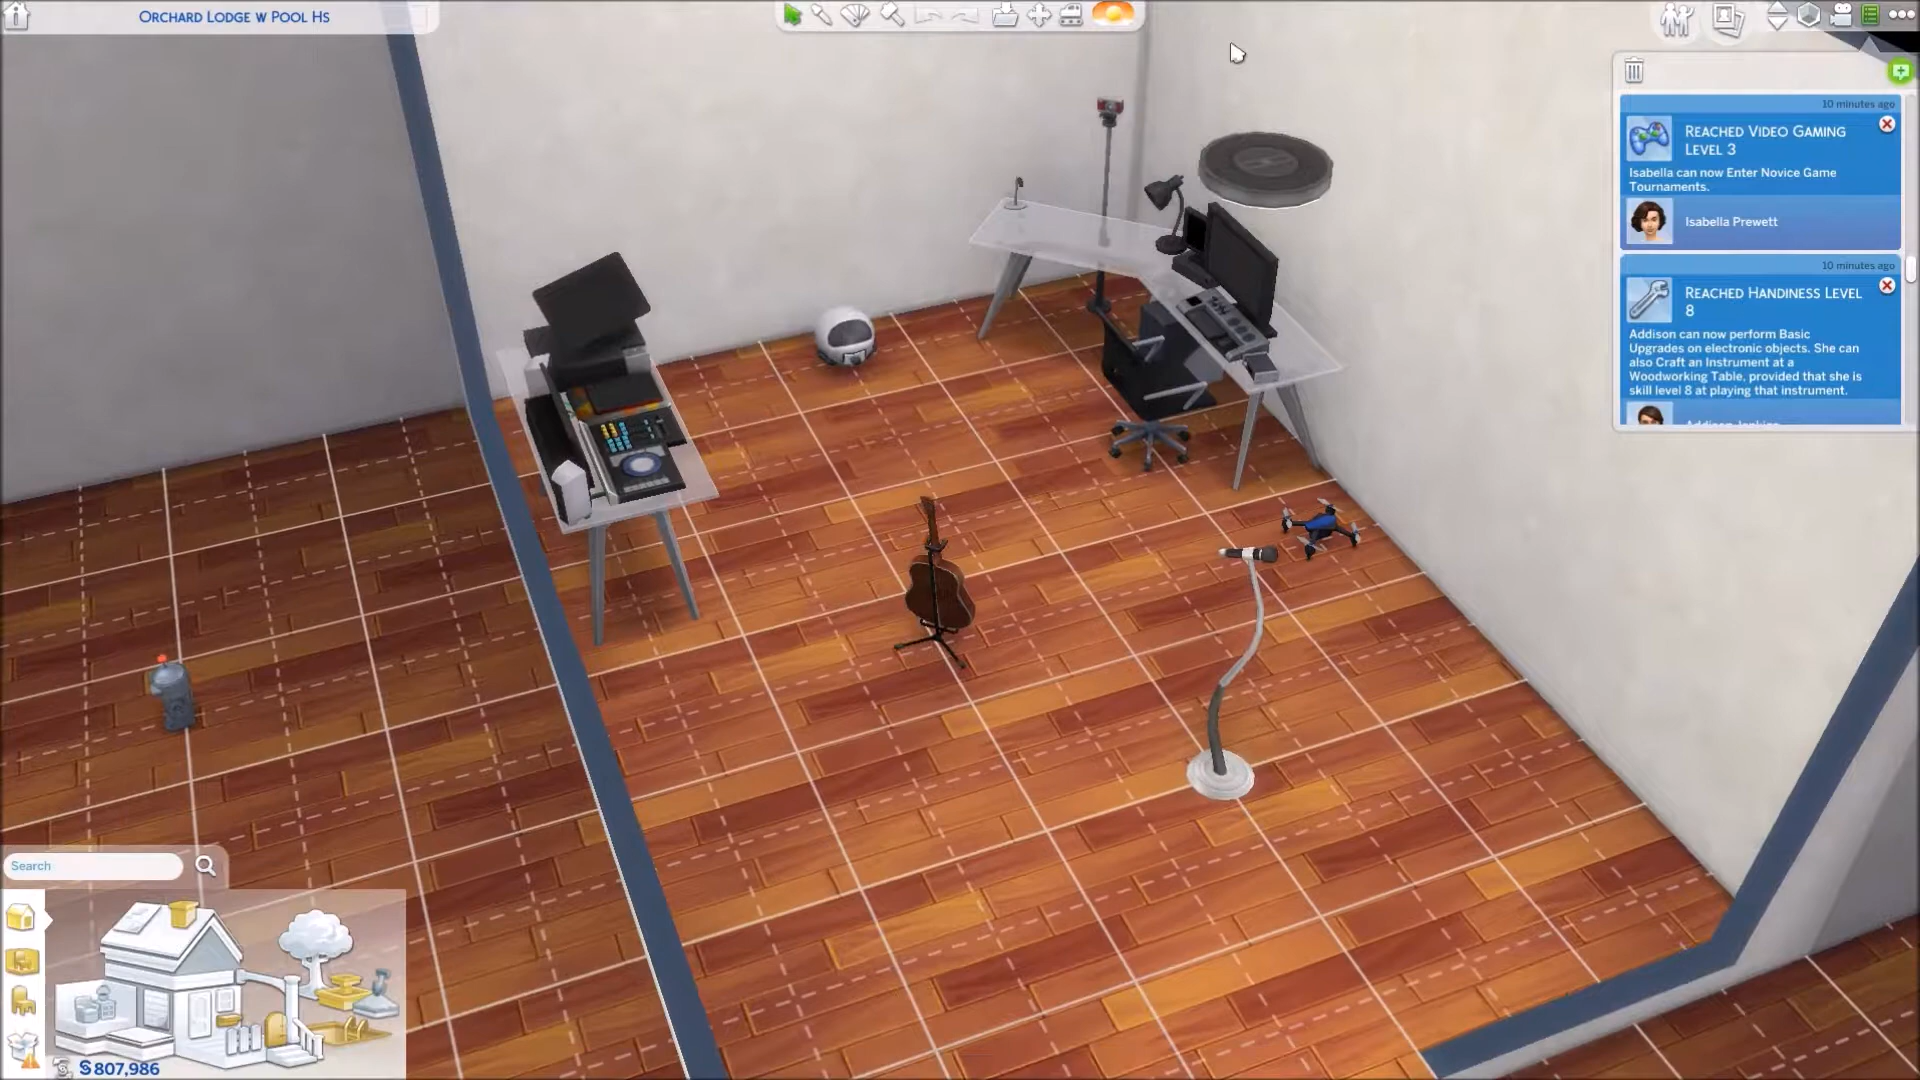 Orchard Lodge w Pool Hs
10 minutes ago
Reached Video Gaming
Level 3
Isabella can now Enter Novice Game
Tournaments.
Isabella Prewett
10 minutes ago
Reached Handiness Level
8
Addison can now perform Basic
Upgrades on electronic objects. She can
also Craft an Instrument at a
Woodworking Table, provided that she is
skill level 8 at playing that instrument.
Search
§807,986